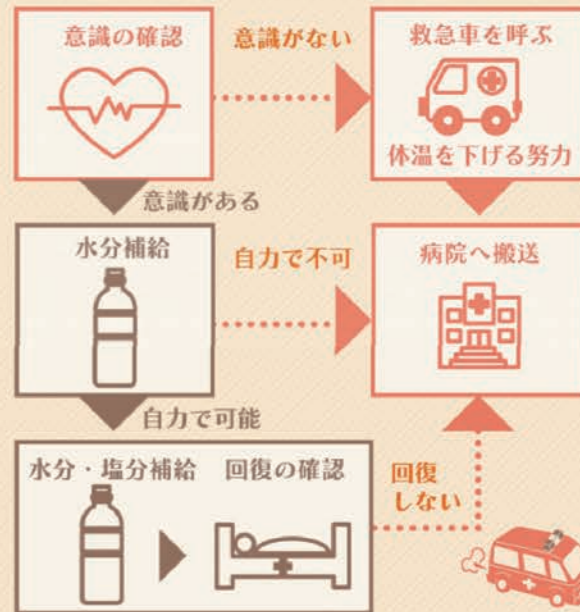 意識の確認
意識がない
救急車を呼ぶ
体温を下げる努力
意識がある
水分補給
自力で不可
病院へ搬送
自力で可能
水分・塩分補給
回復の確認
回復
しない